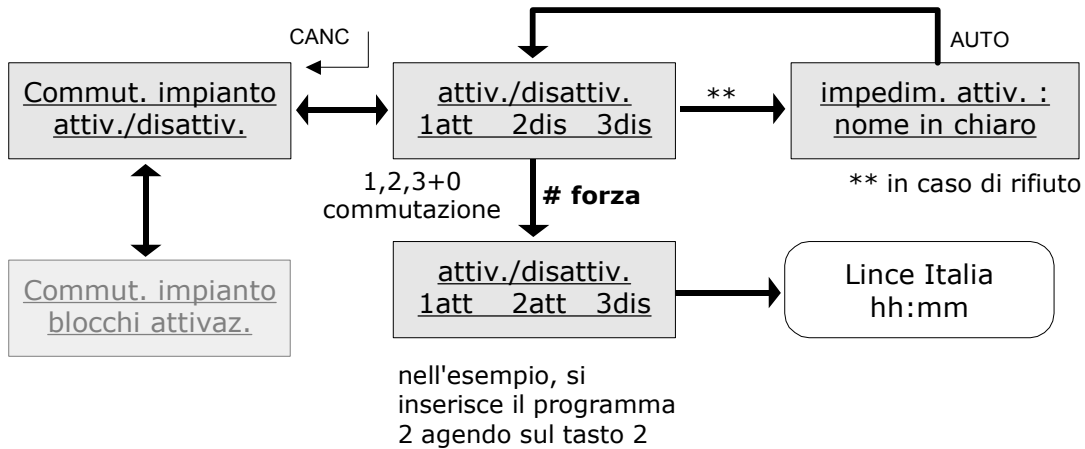 CANC
AUTO
Commut. impianto
attiv./disattiv.
attiv./disattiv.
1att 2dis 3dis
**
impedim. attiv. :
nome in chiaro
1,2,3+0
commutazione
# forza
** in caso di rifiuto
Commut. impianto
blocchi attivaz.
attiv./disattiv.
1att 2att 3dis
Lince Italia
hh:mm
nell'esempio, si
inserisce il programma
2 agendo sul tasto 2